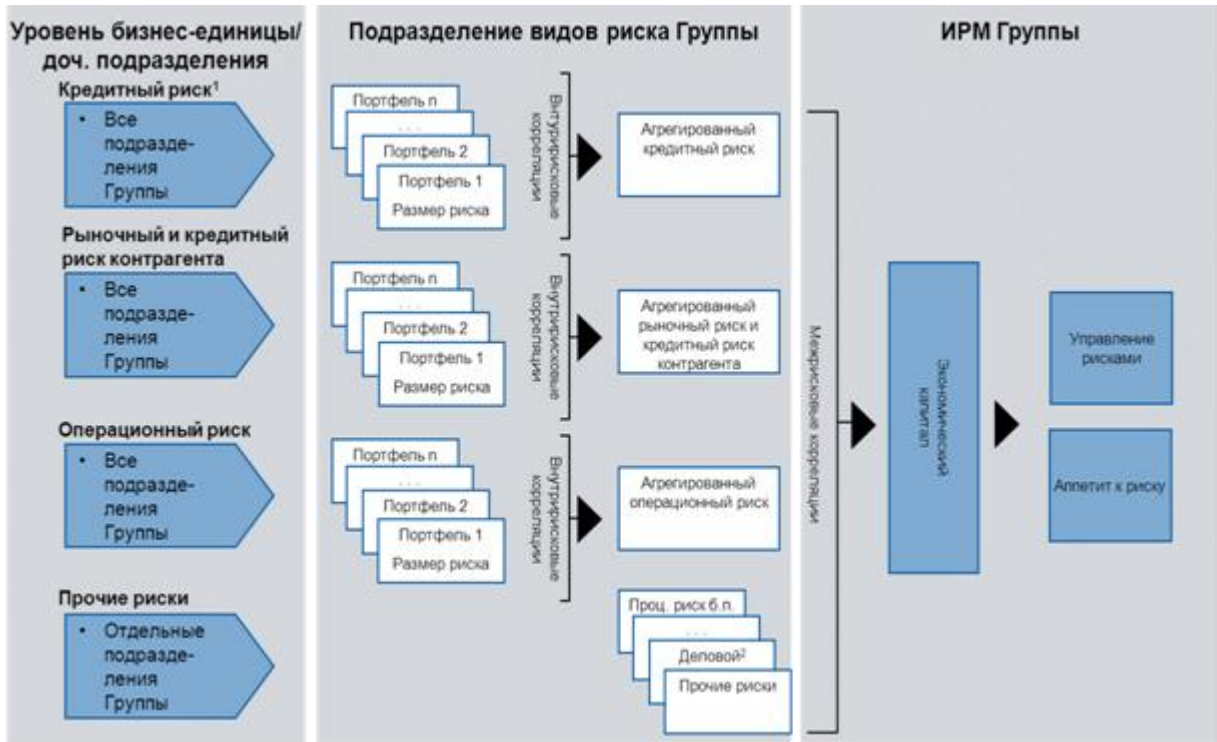 Уровень бизнес-единицы/
доч. подразделения
Кредитный риск¹
• Все
подразде-
ления
Группы
Рыночный и кредитный
риск контрагента
• Все
подразде-
ления
Группы
Операционный риск
• Все
подразде-
ления
Группы
Прочие риски
• Отдельные
подразде-
ления
Группы
Подразделение видов риска Группы
Портфель n
. . .
Портфель 2
Портфель 1
Размер риска
Вытуририсковые
корреляции
Агрегированный
кредитный риск
Портфель n
. . .
Портфель 2
Портфель 1
Размер риска
Внутририсковые
корреляции
Агрегированный
рыночный риск и
кредитный риск
контрагента
Портфель n
. . .
Портфель 2
Портфель 1
Размер риска
Внутририсковые
корреляции
Агрегированный
операционный риск
Проц. риск б.п.
. . .
Деловой²
Прочие риски
ИРМ Группы
Межрисковые корреляции
Экономический
капитал
Управление
рисками
Аппетит к риску